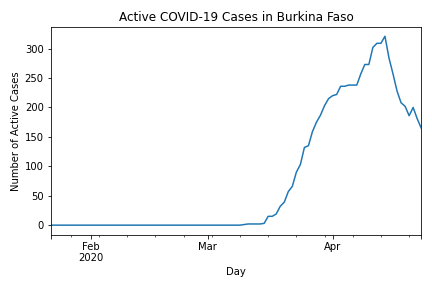 Active COVID-19 Cases in Burkina Faso
Number of Active Cases
300
250
200
150
100
50
0
Feb
2020
Mar
Apr
Day